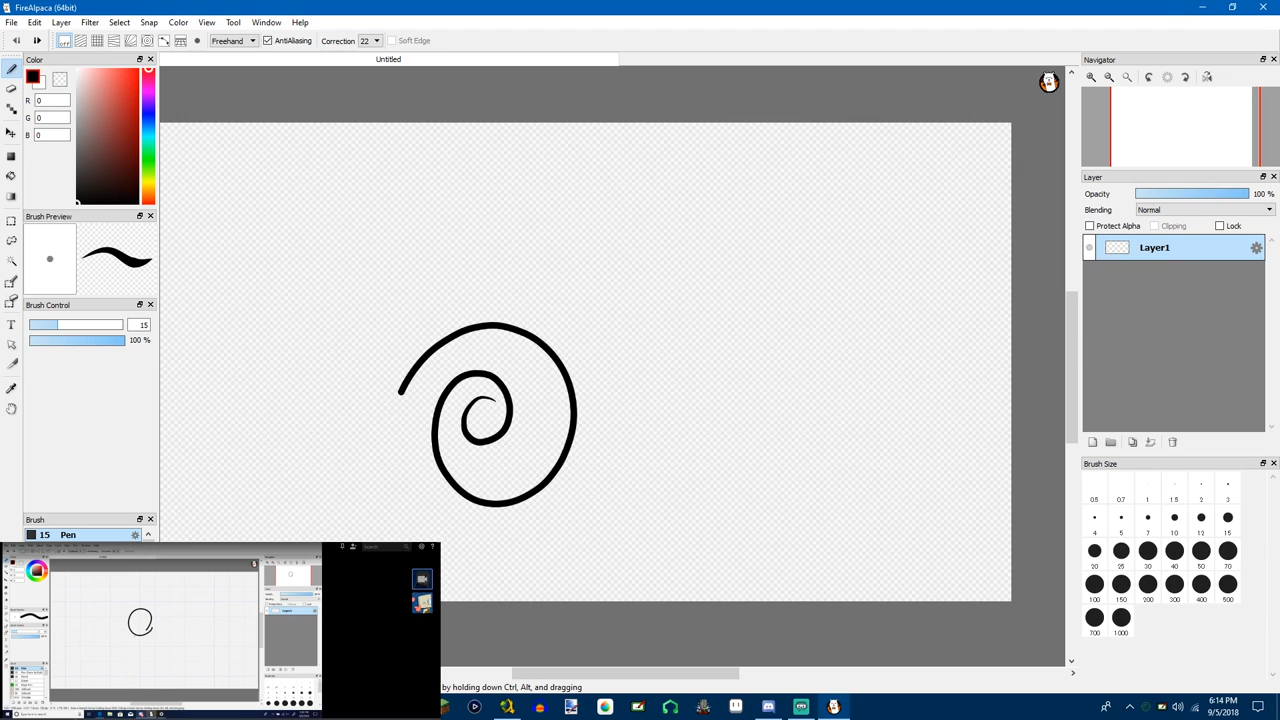 FireAlpaca (64bit)
File Edit Layer Filter Select Snap Color View Tool Window Help
off Freehand AntiAliasing Correction 22 Soft Edge
Untitled
Color
R 0
G 0
B 0
Brush Preview
Brush Control
15
100 %
Brush
15 Pen
Navigator
Layer
Opacity 100 %
Blending Normal
Protect Alpha Clipping Lock
Layer1
Brush Size
0.5 0.7 1 1.5 2 3
4 5 7 10 12 15
20 25 30 40 50 70
100 150 200 300 400 500
700 1000
Search
by holding down Ctrl, Alt, and dragging
6:14 PM
9/5/2018